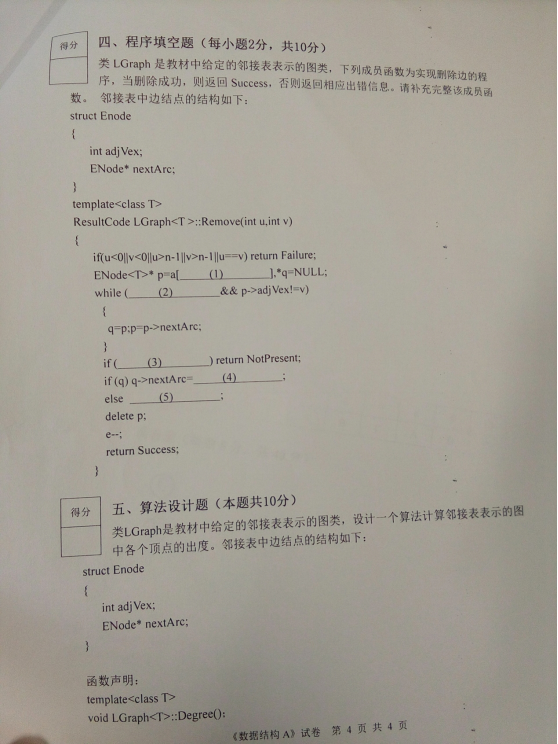 得分
四、程序填空题（每小题2分，共10分）
类 LGraph 是教材中给定的邻接表表示的图类，下列成员函数为实现删除边的程
序，当删除成功，则返回 Success，否则返回相应出错信息。请补充完整该成员函
数。 邻接表中边结点的结构如下：
struct Enode
{
int adjVex;
ENode* nextArc;
}
template<class T>
ResultCode LGraph<T >::Remove(int u,int v)
{
if(u<0||v<0||u>n-1||v>n-1||u==v) return Failure;
ENode<T>* p=a[____(1)________],*q=NULL;
while (____(2)________&& p->adjVex!=v)
{
q=p;p=p->nextArc;
}
if (____(3)________) return NotPresent;
if (q) q->nextArc=____(4)________;
else ____(5)________;
delete p;
e--;
return Success;
}
得分
五、算法设计题（本题共10分）
类LGraph是教材中给定的邻接表表示的图类，设计一个算法计算邻接表表示的图
中各个顶点的出度。邻接表中边结点的结构如下：
struct Enode
{
int adjVex;
ENode* nextArc;
}
函数声明：
template<class T>
void LGraph<T>::Degree();
《数据结构 A》试卷 第 4 页 共 4 页